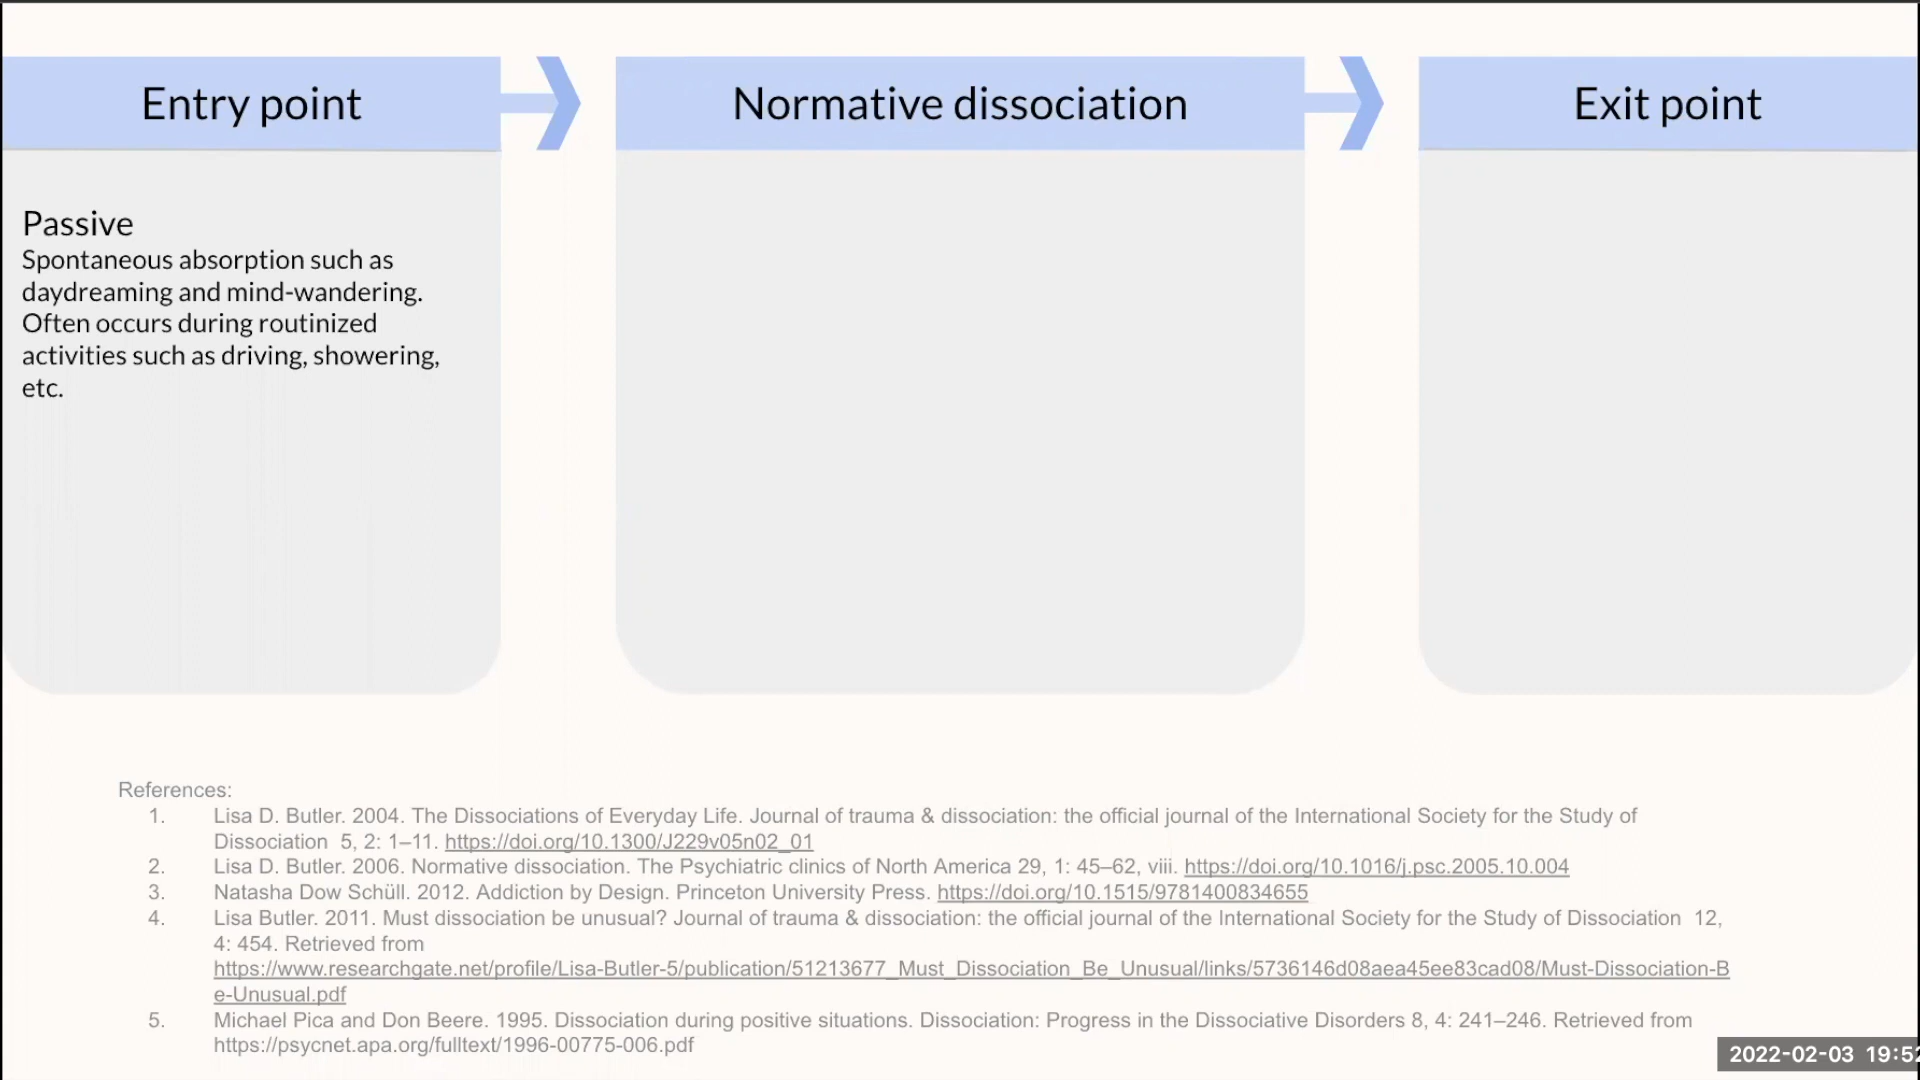 Entry point
Normative dissociation
Exit point
Passive
Spontaneous absorption such as
daydreaming and mind-wandering.
Often occurs during routinized
activities such as driving, showering,
etc.
References:
1. Lisa D. Butler. 2004. The Dissociations of Everyday Life. Journal of trauma & dissociation: the official journal of the International Society for the Study of
Dissociation 5, 2: 1–11. https://doi.org/10.1300/J229v05n02_01
2. Lisa D. Butler. 2006. Normative dissociation. The Psychiatric clinics of North America 29, 1: 45–62, viii. https://doi.org/10.1016/j.psc.2005.10.004
3. Natasha Dow Schüll. 2012. Addiction by Design. Princeton University Press. https://doi.org/10.1515/9781400834655
4. Lisa Butler. 2011. Must dissociation be unusual? Journal of trauma & dissociation: the official journal of the International Society for the Study of Dissociation 12,
4: 454. Retrieved from
https://www.researchgate.net/profile/Lisa-Butler-5/publication/51213677_Must_Dissociation_Be_Unusual/links/5736146d08aea45ee83cad08/Must-Dissociation-B
e-Unusual.pdf
5. Michael Pica and Don Beere. 1995. Dissociation during positive situations. Dissociation: Progress in the Dissociative Disorders 8, 4: 241–246. Retrieved from
https://psycnet.apa.org/fulltext/1996-00775-006.pdf
2022-02-03 19:52